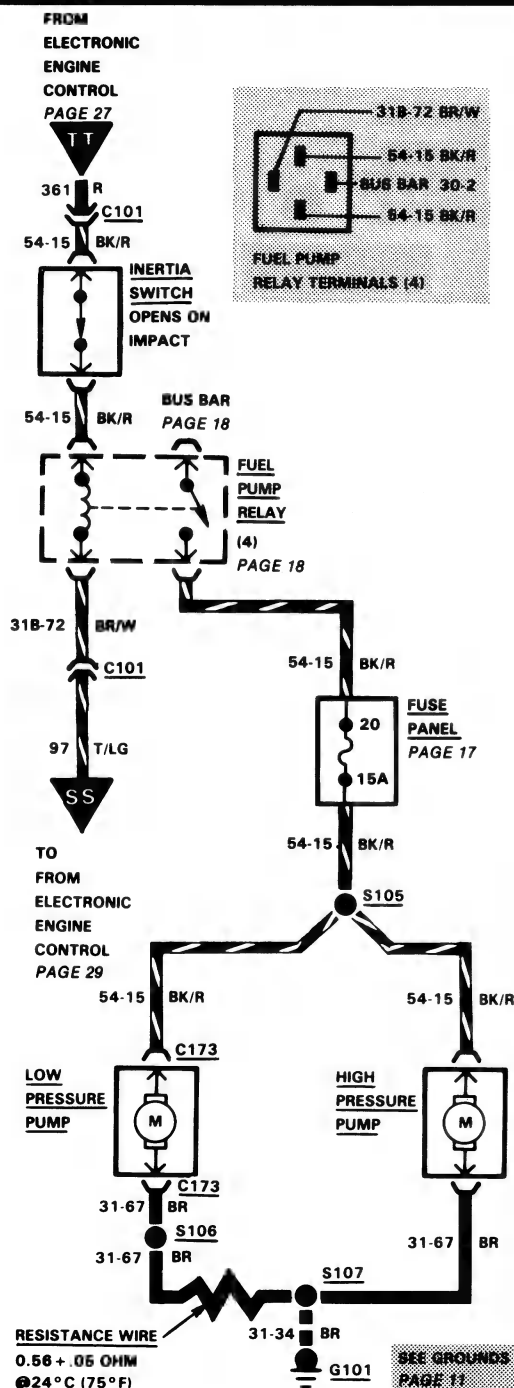 FROM
ELECTRONIC
ENGINE
CONTROL
PAGE 27
TT
361 R
C101
54-15 BK/R
INERTIA
SWITCH
OPENS ON
IMPACT
31B-72 BR/W
54-15 BK/R
BUS BAR 30-2
54-15 BK/R
FUEL PUMP
RELAY TERMINALS (4)
54-15 BK/R
BUS BAR
PAGE 18
FUEL
PUMP
RELAY
(4)
PAGE 18
31B-72 BR/W
C101
97 T/LG
SS
TO
FROM
ELECTRONIC
ENGINE
CONTROL
PAGE 29
54-15 BK/R
20
15A
FUSE
PANEL
PAGE 17
54-15 BK/R
S105
54-15 BK/R
54-15 BK/R
C173
LOW
PRESSURE
PUMP
M
HIGH
PRESSURE
PUMP
M
C173
31-67 BR
S106
31-67 BR
31-67 BR
S107
31-34 BR
G101
RESISTANCE WIRE
0.56 + .05 OHM
@24°C (75°F)
SEE GROUNDS
PAGE 11